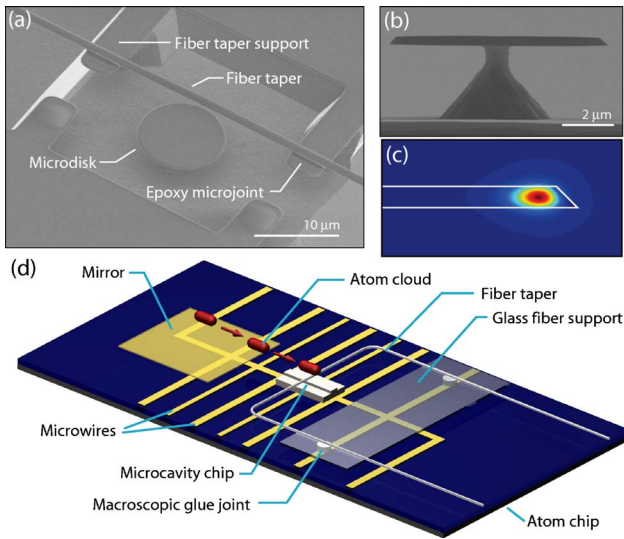 (a)
Fiber taper support
Fiber taper
Microdisk
Epoxy microjoint
10 μm
(b)
2 μm
(c)
(d)
Mirror
Atom cloud
Fiber taper
Glass fiber support
Microwires
Microcavity chip
Macroscopic glue joint
Atom chip